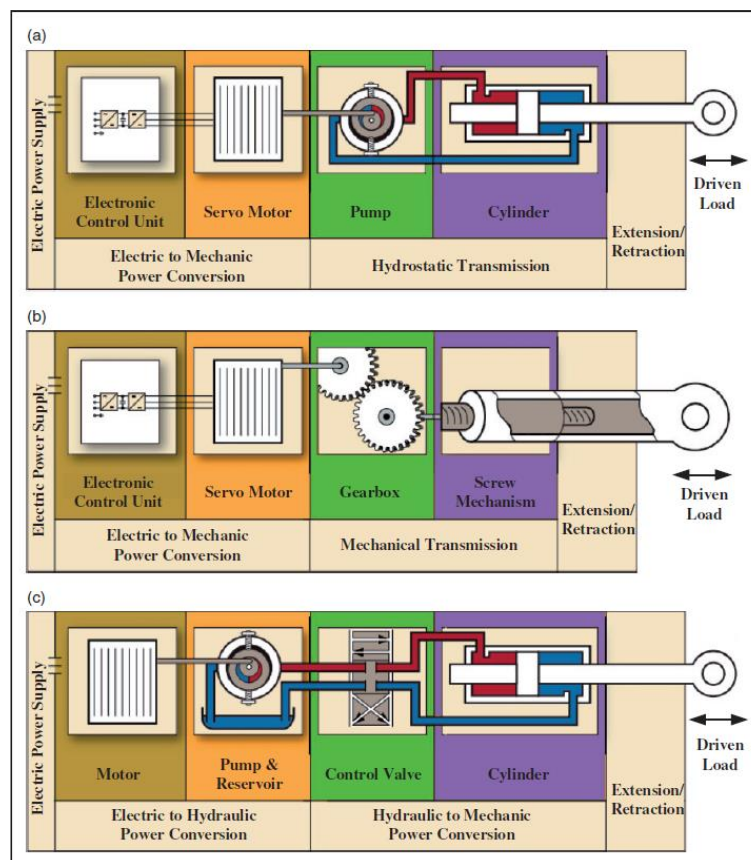 (a)
Electric Power Supply
Electronic
Control Unit
Servo Motor
Pump
Cylinder
Driven
Load
Extension/
Retraction
Electric to Mechanic
Power Conversion
Hydrostatic Transmission
(b)
Electric Power Supply
Electronic
Control Unit
Servo Motor
Gearbox
Screw
Mechanism
Driven
Load
Extension/
Retraction
Electric to Mechanic
Power Conversion
Mechanical Transmission
(c)
Electric Power Supply
Motor
Pump &
Reservoir
Control Valve
Cylinder
Driven
Load
Extension/
Retraction
Electric to Hydraulic
Power Conversion
Hydraulic to Mechanic
Power Conversion